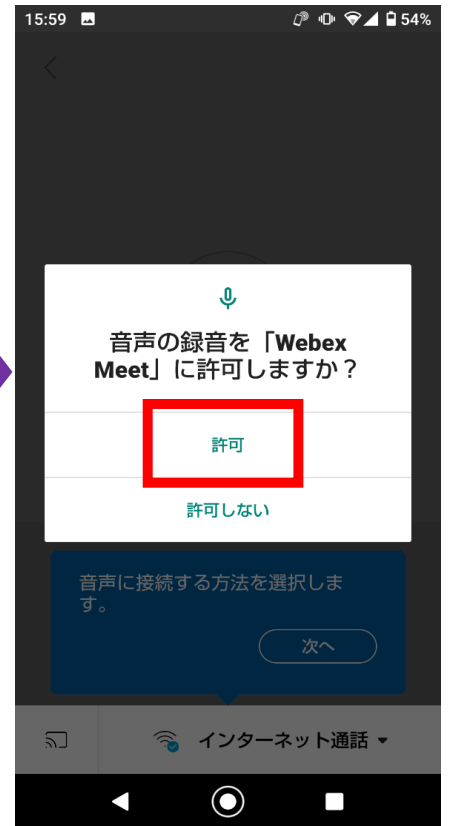 15:59 54%
音声の録音を「Webex
Meet」に許可しますか？
許可
許可しない
音声に接続する方法を選択しま
す。
次へ
インターネット通話